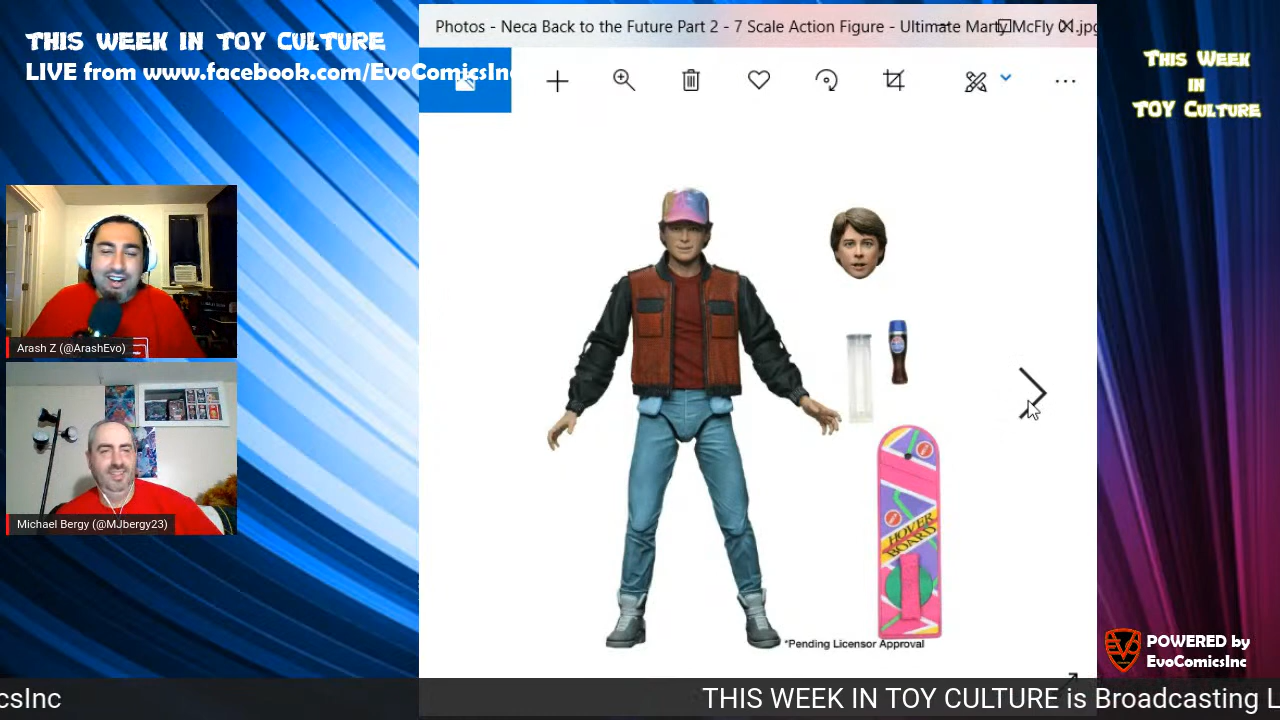 THIS WEEK IN TOY CULTURE
LIVE from www.facebook.com/EvoComicsInc
Photos - Neca Back to the Future Part 2 - 7 Scale Action Figure - Ultimate Marty McFly 01.jpg
This Week
in
TOY Culture
Arash Z (@ArashEvo)
Michael Bergy (@MJbergy23)
HOVER
BOARD
*Pending Licensor Approval
POWERED by
EvoComicsInc
csInc
THIS WEEK IN TOY CULTURE is Broadcasting L